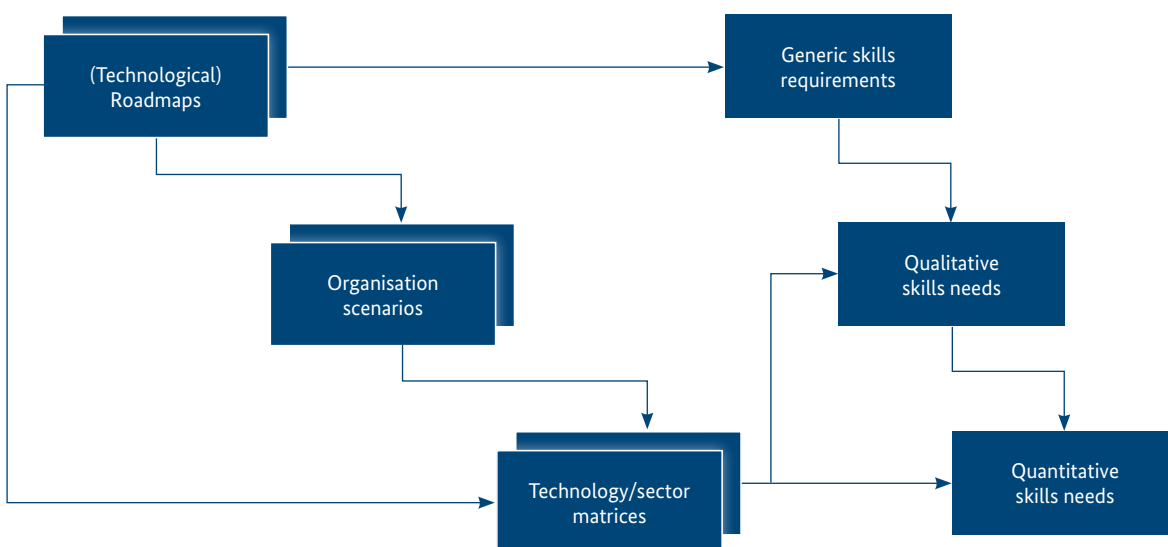 (Technological)
Roadmaps
Generic skills
requirements
Organisation
scenarios
Qualitative
skills needs
Technology/sector
matrices
Quantitative
skills needs